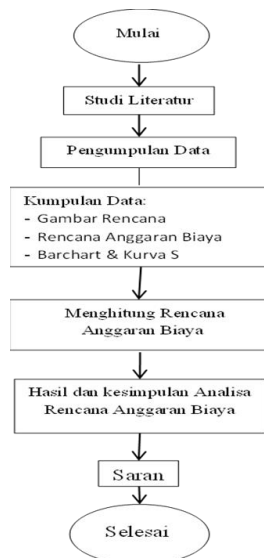 Mulai
Studi Literatur
Pengumpulan Data
Kumpulan Data:
- Gambar Rencana
- Rencana Anggaran Biaya
- Barchart & Kurva S
Menghitung Rencana
Anggaran Biaya
Hasil dan kesimpulan Analisa
Rencana Anggaran Biaya
Saran
Selesai